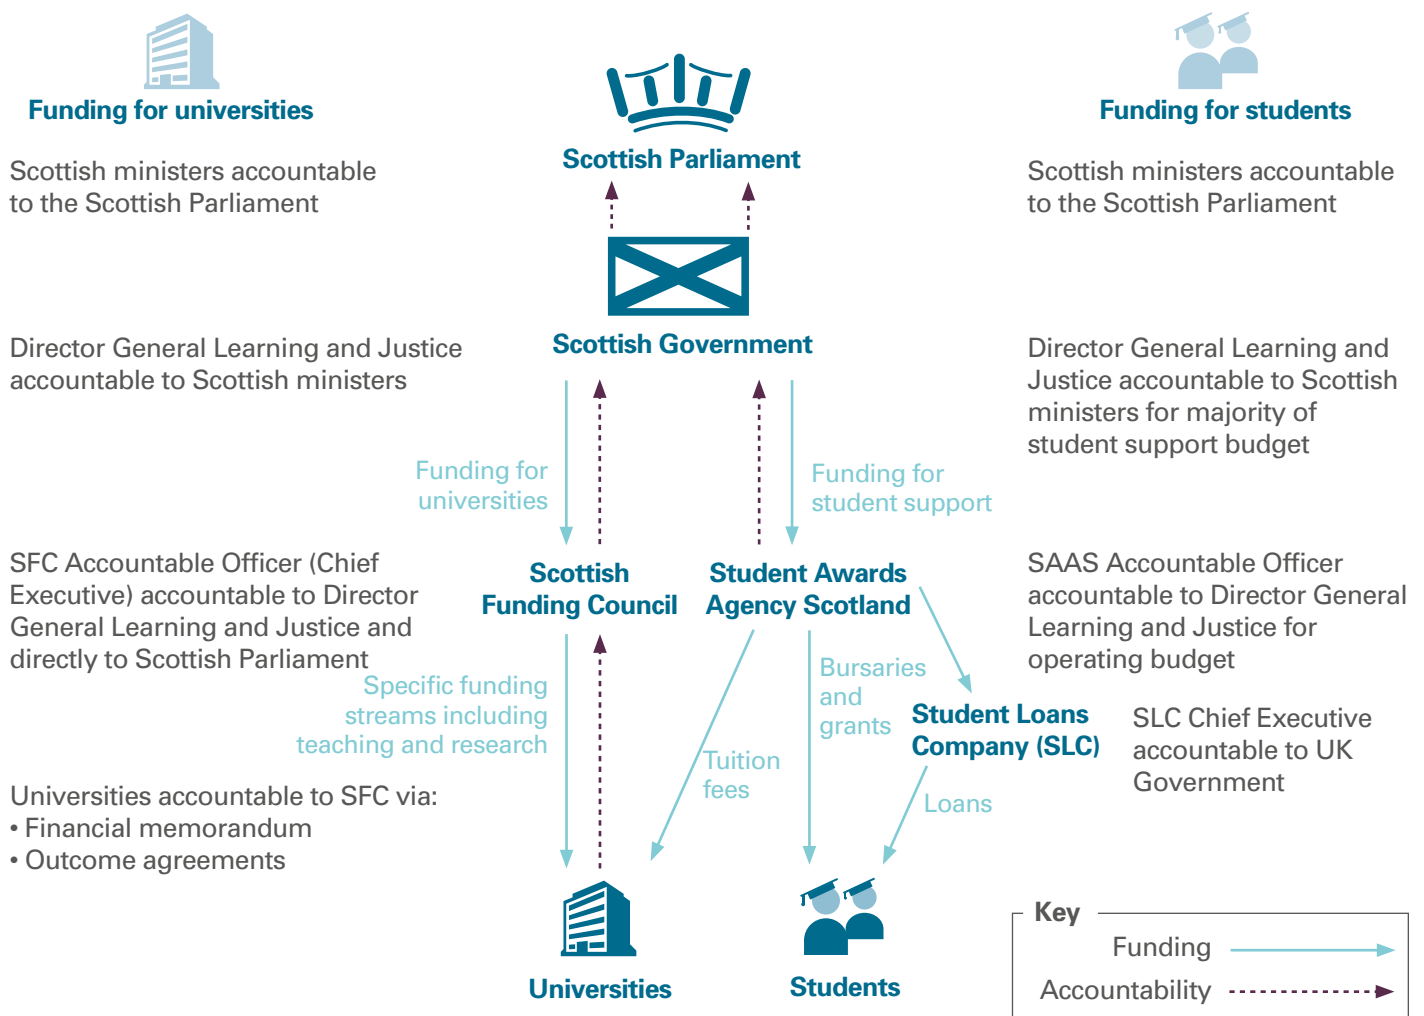 Funding for universities
Scottish ministers accountable
to the Scottish Parliament
Director General Learning and Justice
accountable to Scottish ministers
SFC Accountable Officer (Chief
Executive) accountable to Director
General Learning and Justice and
directly to Scottish Parliament
Universities accountable to SFC via:
• Financial memorandum
• Outcome agreements
Scottish Parliament
Scottish Government
Funding for
universities
Funding for
student support
Scottish
Funding Council
Student Awards
Agency Scotland
Specific funding
streams including
teaching and research
Tuition
fees
Bursaries
and
grants
Student Loans
Company (SLC)
Loans
Universities
Students
Funding for students
Scottish ministers accountable
to the Scottish Parliament
Director General Learning and
Justice accountable to Scottish
ministers for majority of
student support budget
SAAS Accountable Officer
accountable to Director General
Learning and Justice for
operating budget
SLC Chief Executive
accountable to UK
Government
Key
Funding
Accountability